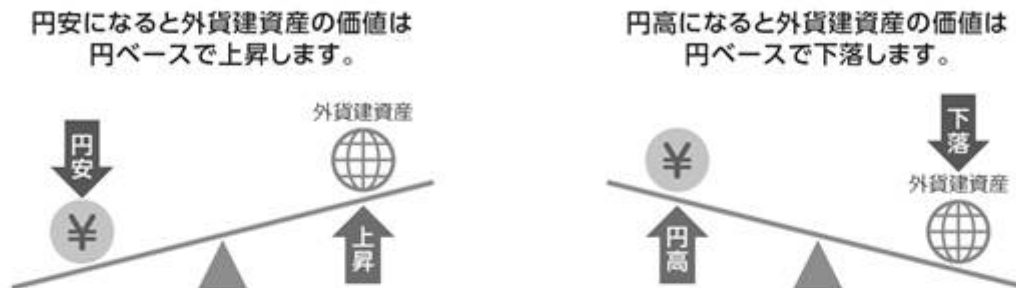 円安になると外貨建資産の価値は
円ベースで上昇します。
円安
¥
外貨建資産
上昇
円高になると外貨建資産の価値は
円ベースで下落します。
¥
円高
下落
外貨建資産